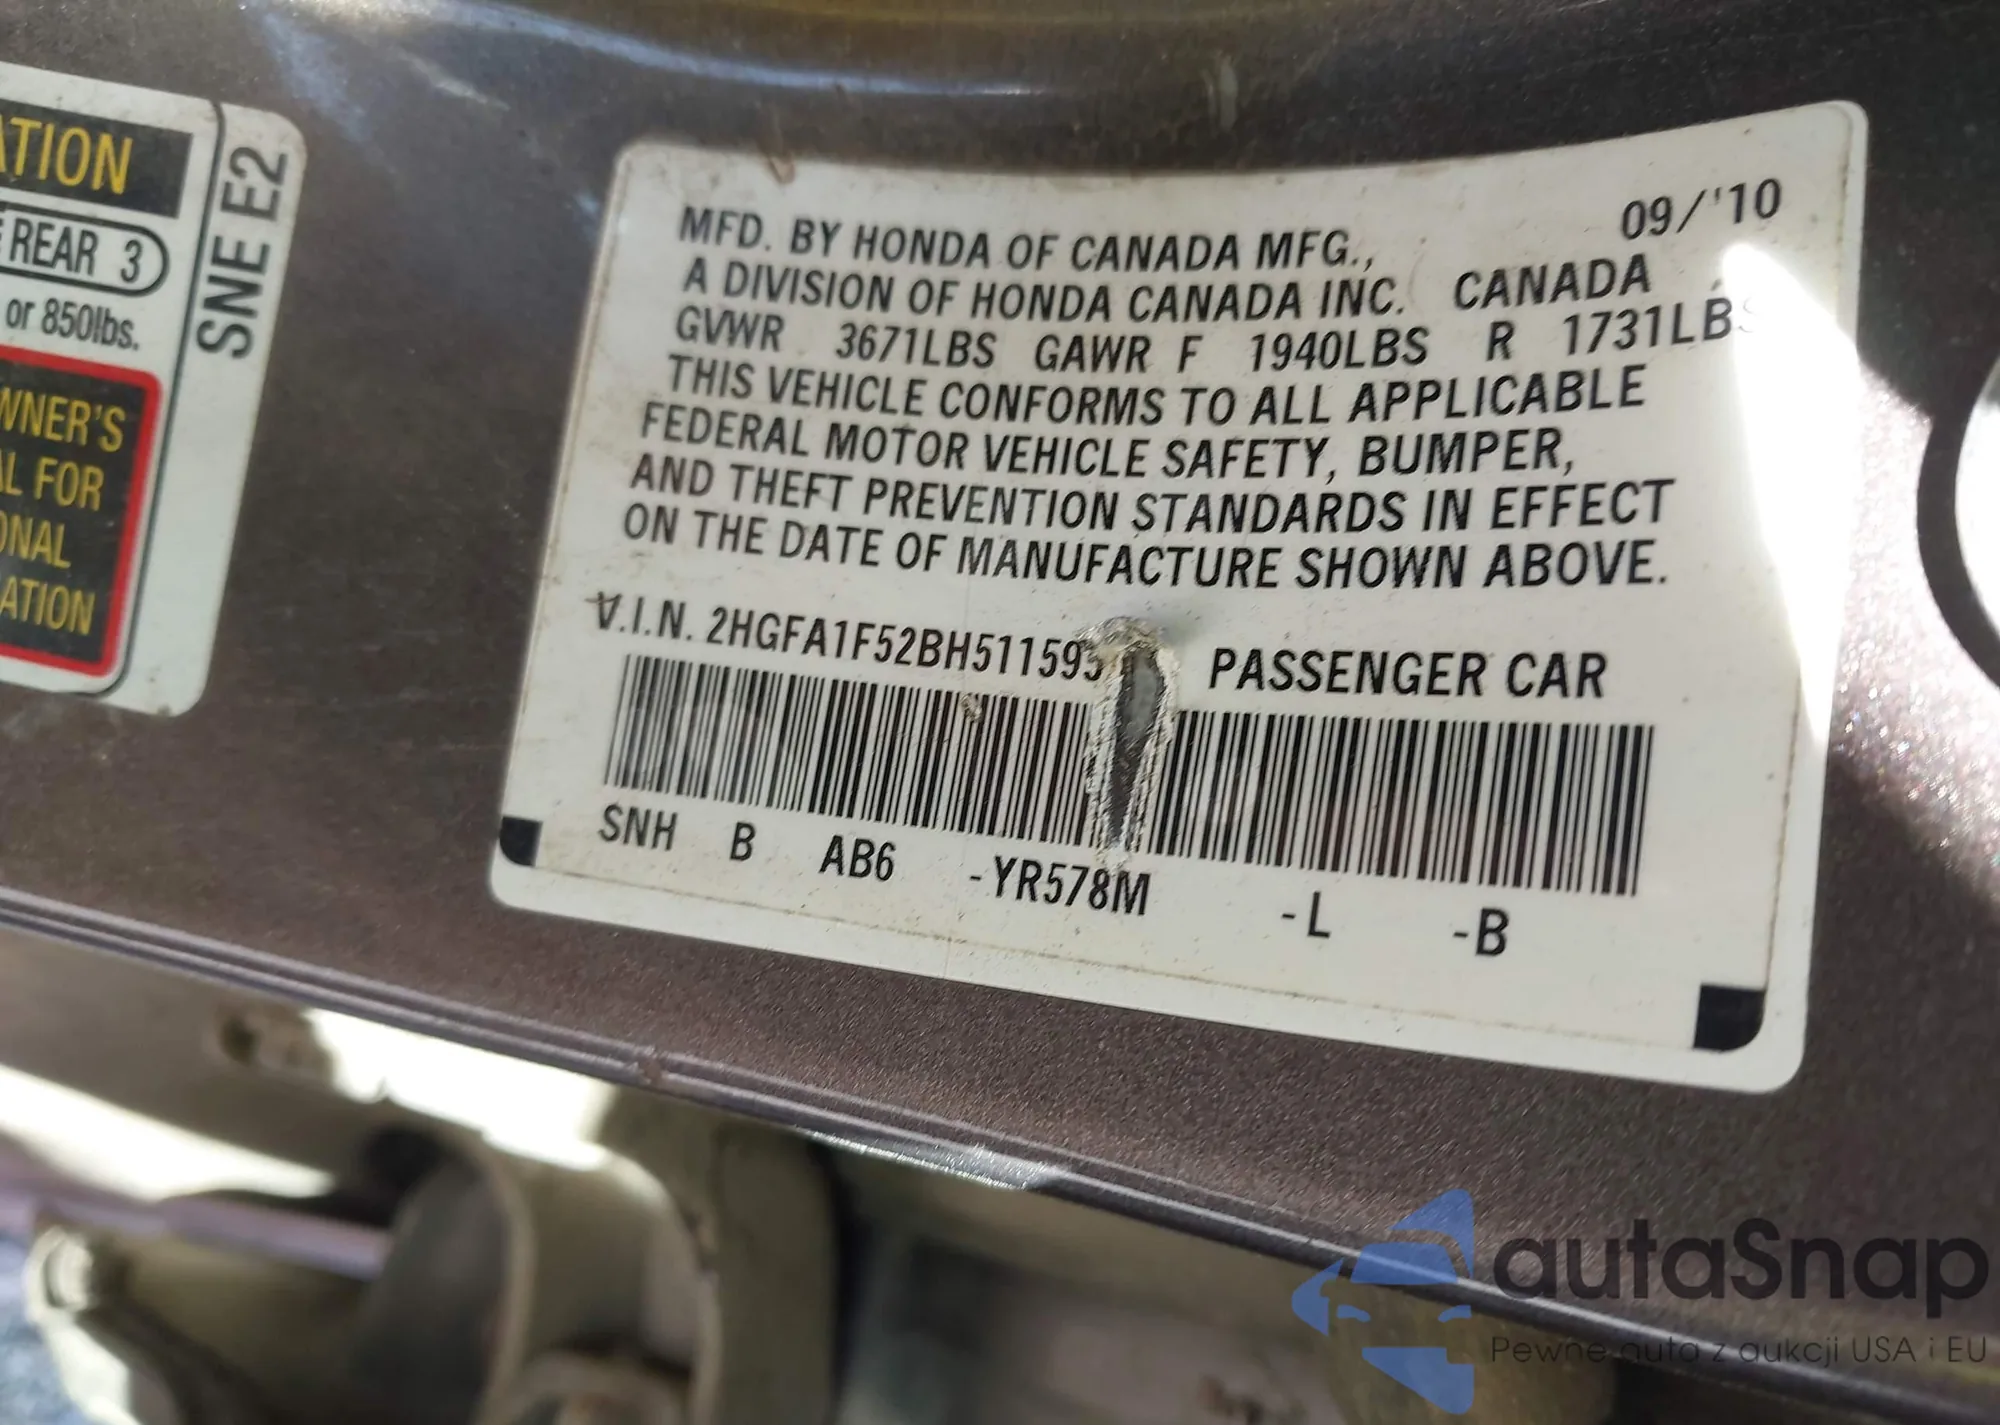 ATION
REAR 3
or 850lbs.
WNER'S
AL FOR
ONAL
ATION
SNE E2
09/'10
MFD. BY HONDA OF CANADA MFG.,
A DIVISION OF HONDA CANADA INC. CANADA
GVWR 3671LBS GAWR F 1940LBS R 1731LBS
THIS VEHICLE CONFORMS TO ALL APPLICABLE
FEDERAL MOTOR VEHICLE SAFETY, BUMPER,
AND THEFT PREVENTION STANDARDS IN EFFECT
ON THE DATE OF MANUFACTURE SHOWN ABOVE.
V.I.N. 2HGFA1F52BH511595 PASSENGER CAR
SNH B AB6 -YR578M -L -B
autaSnap
Pewne auta z aukcji USA i EU